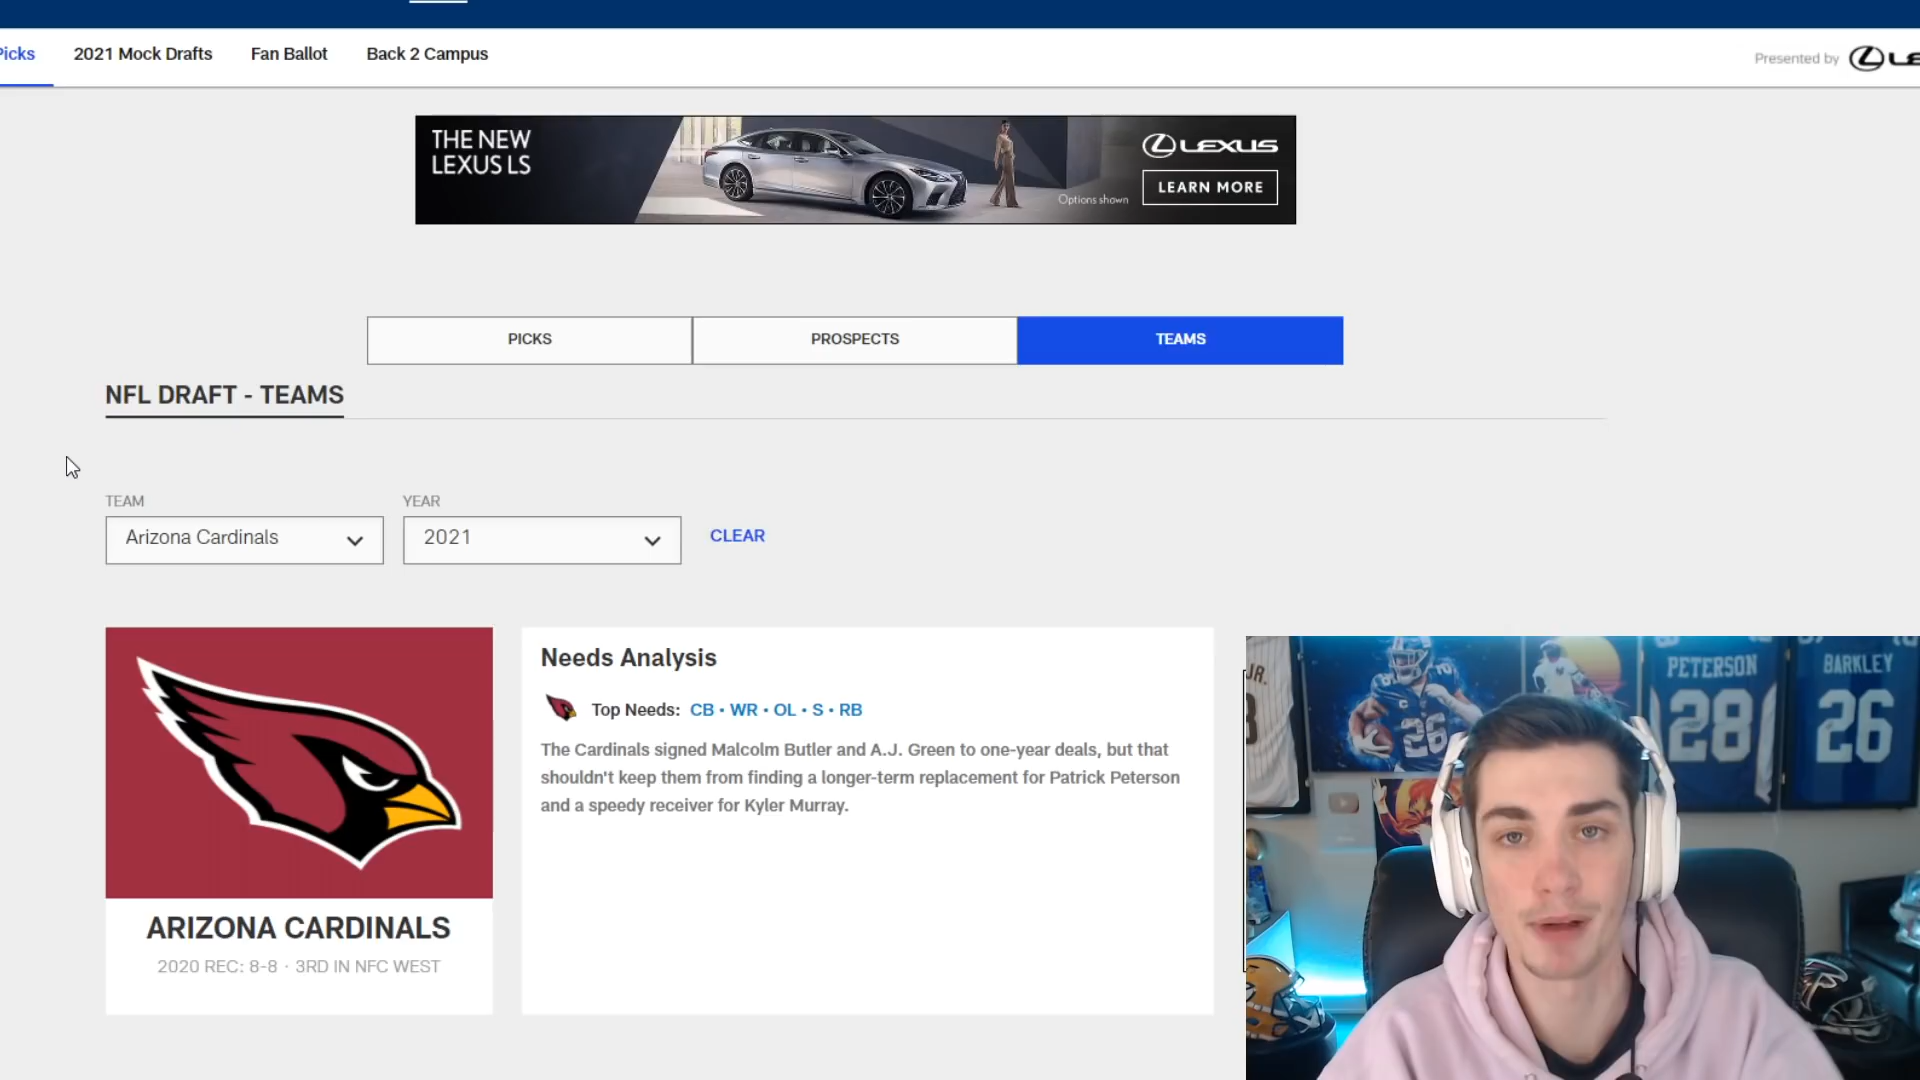 Picks
2021 Mock Drafts
Fan Ballot
Back 2 Campus
Presented by
THE NEW
LEXUS LS
LEXUS
LEARN MORE
Options shown
PICKS
PROSPECTS
TEAMS
NFL DRAFT - TEAMS
TEAM
YEAR
Arizona Cardinals
2021
CLEAR
Needs Analysis
Top Needs: CB • WR • OL • S • RB
The Cardinals signed Malcolm Butler and A.J. Green to one-year deals, but that
shouldn't keep them from finding a longer-term replacement for Patrick Peterson
and a speedy receiver for Kyler Murray.
ARIZONA CARDINALS
2020 REC: 8-8 · 3RD IN NFC WEST
JR.
26
PETERSON
28
BARKLEY
26